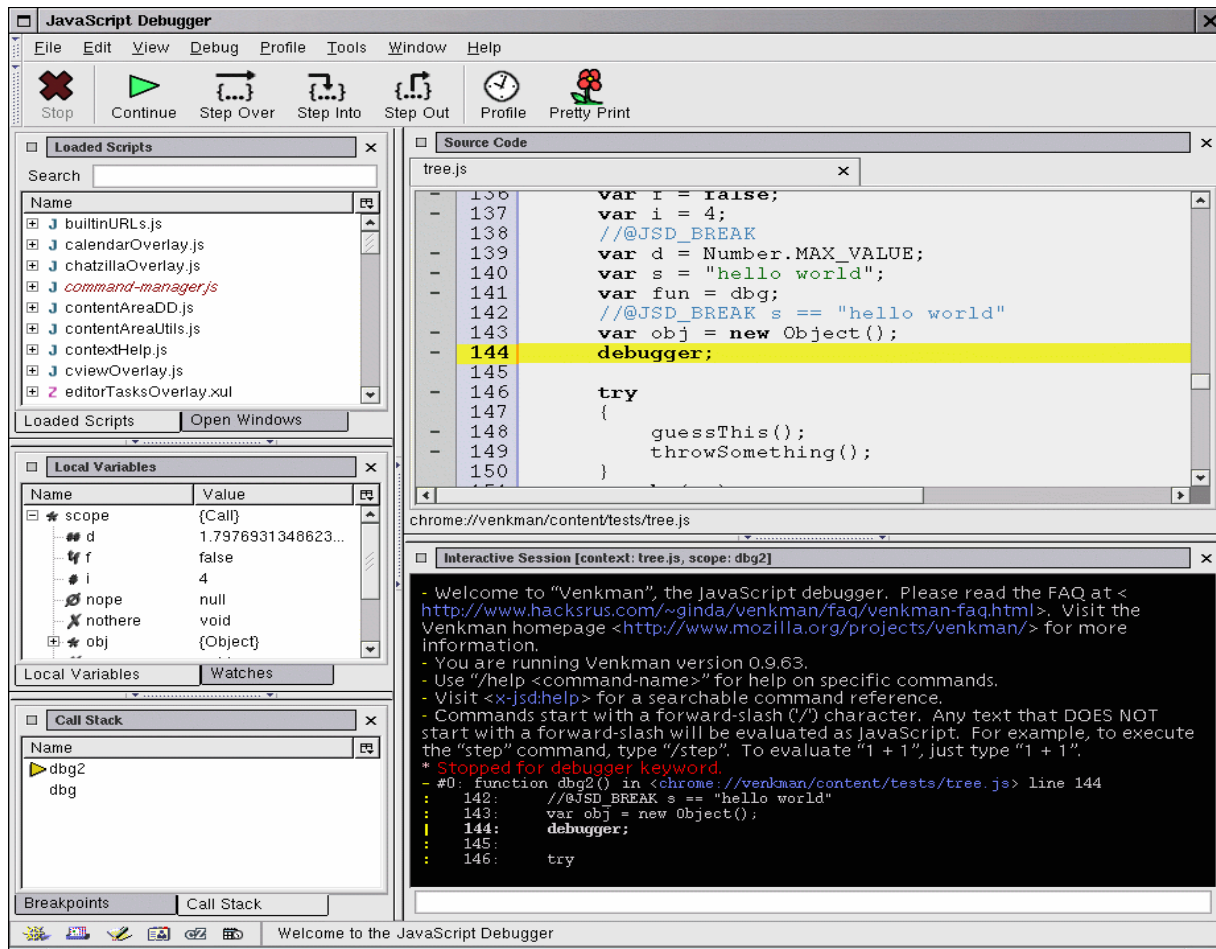 JavaScript Debugger
File Edit View Debug Profile Tools Window Help
Stop Continue Step Over Step Into Step Out Profile Pretty Print
Loaded Scripts
Search
Name
builtinURLs.js
calendarOverlay.js
chatzillaOverlay.js
command-manager.js
contentAreaDD.js
contentAreaUtils.js
contextHelp.js
cviewOverlay.js
editorTasksOverlay.xul
Loaded Scripts Open Windows
Local Variables
Name Value
scope {Call}
d 1.7976931348623...
f false
i 4
nope null
nothere void
obj {Object}
Local Variables Watches
Call Stack
Name
dbg2
dbg
Breakpoints Call Stack
Source Code
tree.js
136 var f = false;
137 var i = 4;
138 //@JSD_BREAK
139 var d = Number.MAX_VALUE;
140 var s = "hello world";
141 var fun = dbg;
142 //@JSD_BREAK s == "hello world"
143 var obj = new Object();
144 debugger;
145
146 try
147 {
148 guessThis();
149 throwSomething();
150 }
chrome://venkman/content/tests/tree.js
Interactive Session [context: tree.js, scope: dbg2]
- Welcome to “Venkman”, the JavaScript debugger. Please read the FAQ at <
http://www.hacksrus.com/~ginda/venkman/faq/venkman-faq.html>. Visit the
Venkman homepage <http://www.mozilla.org/projects/venkman/> for more
information.
- You are running Venkman version 0.9.63.
- Use “/help <command-name>” for help on specific commands.
- Visit <x-jsd:help> for a searchable command reference.
- Commands start with a forward-slash ('/') character. Any text that DOES NOT
start with a forward-slash will be evaluated as JavaScript. For example, to execute
the “step” command, type “/step”. To evaluate “1 + 1”, just type “1 + 1”.
* Stopped for debugger keyword.
- #0: function dbg2() in <chrome://venkman/content/tests/tree.js> line 144
: 142: //@JSD_BREAK s == "hello world"
: 143: var obj = new Object();
| 144: debugger;
: 145:
: 146: try
Welcome to the JavaScript Debugger